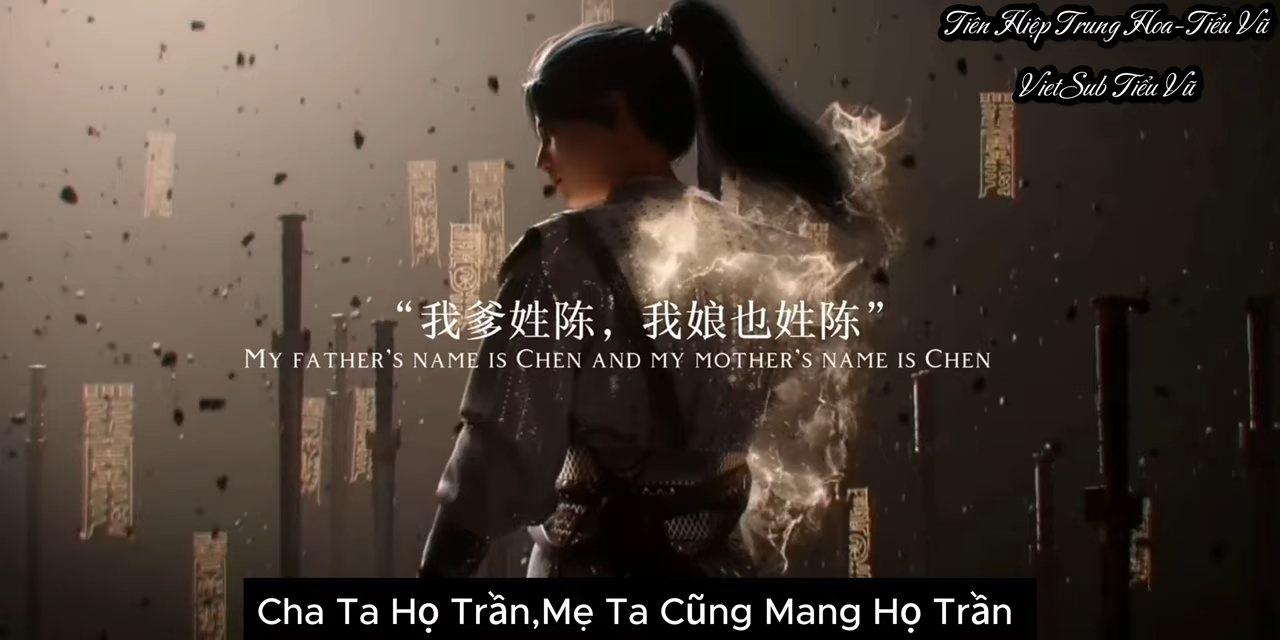 Tiên Hiệp Trung Hoa-Tiểu Vũ
VietSub Tiểu Vũ
“我爹姓陈，我娘也姓陈”
MY FATHER'S NAME IS CHEN AND MY MOTHER'S NAME IS CHEN
Cha Ta Họ Trần,Mẹ Ta Cũng Mang Họ Trần